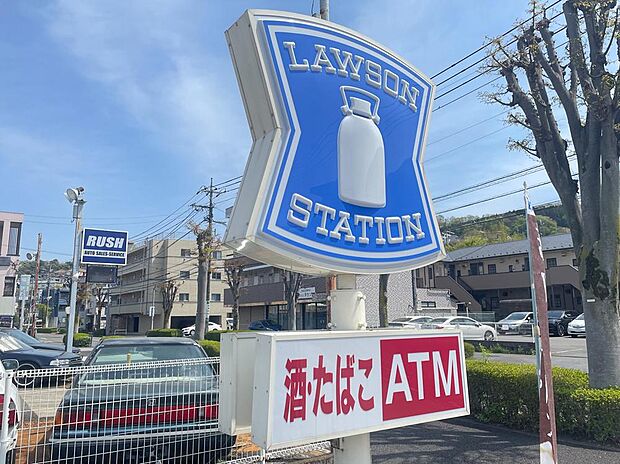 LAWSON
STATION
RUSH
AUTO SALES&SERVICE
酒・たばこ ATM